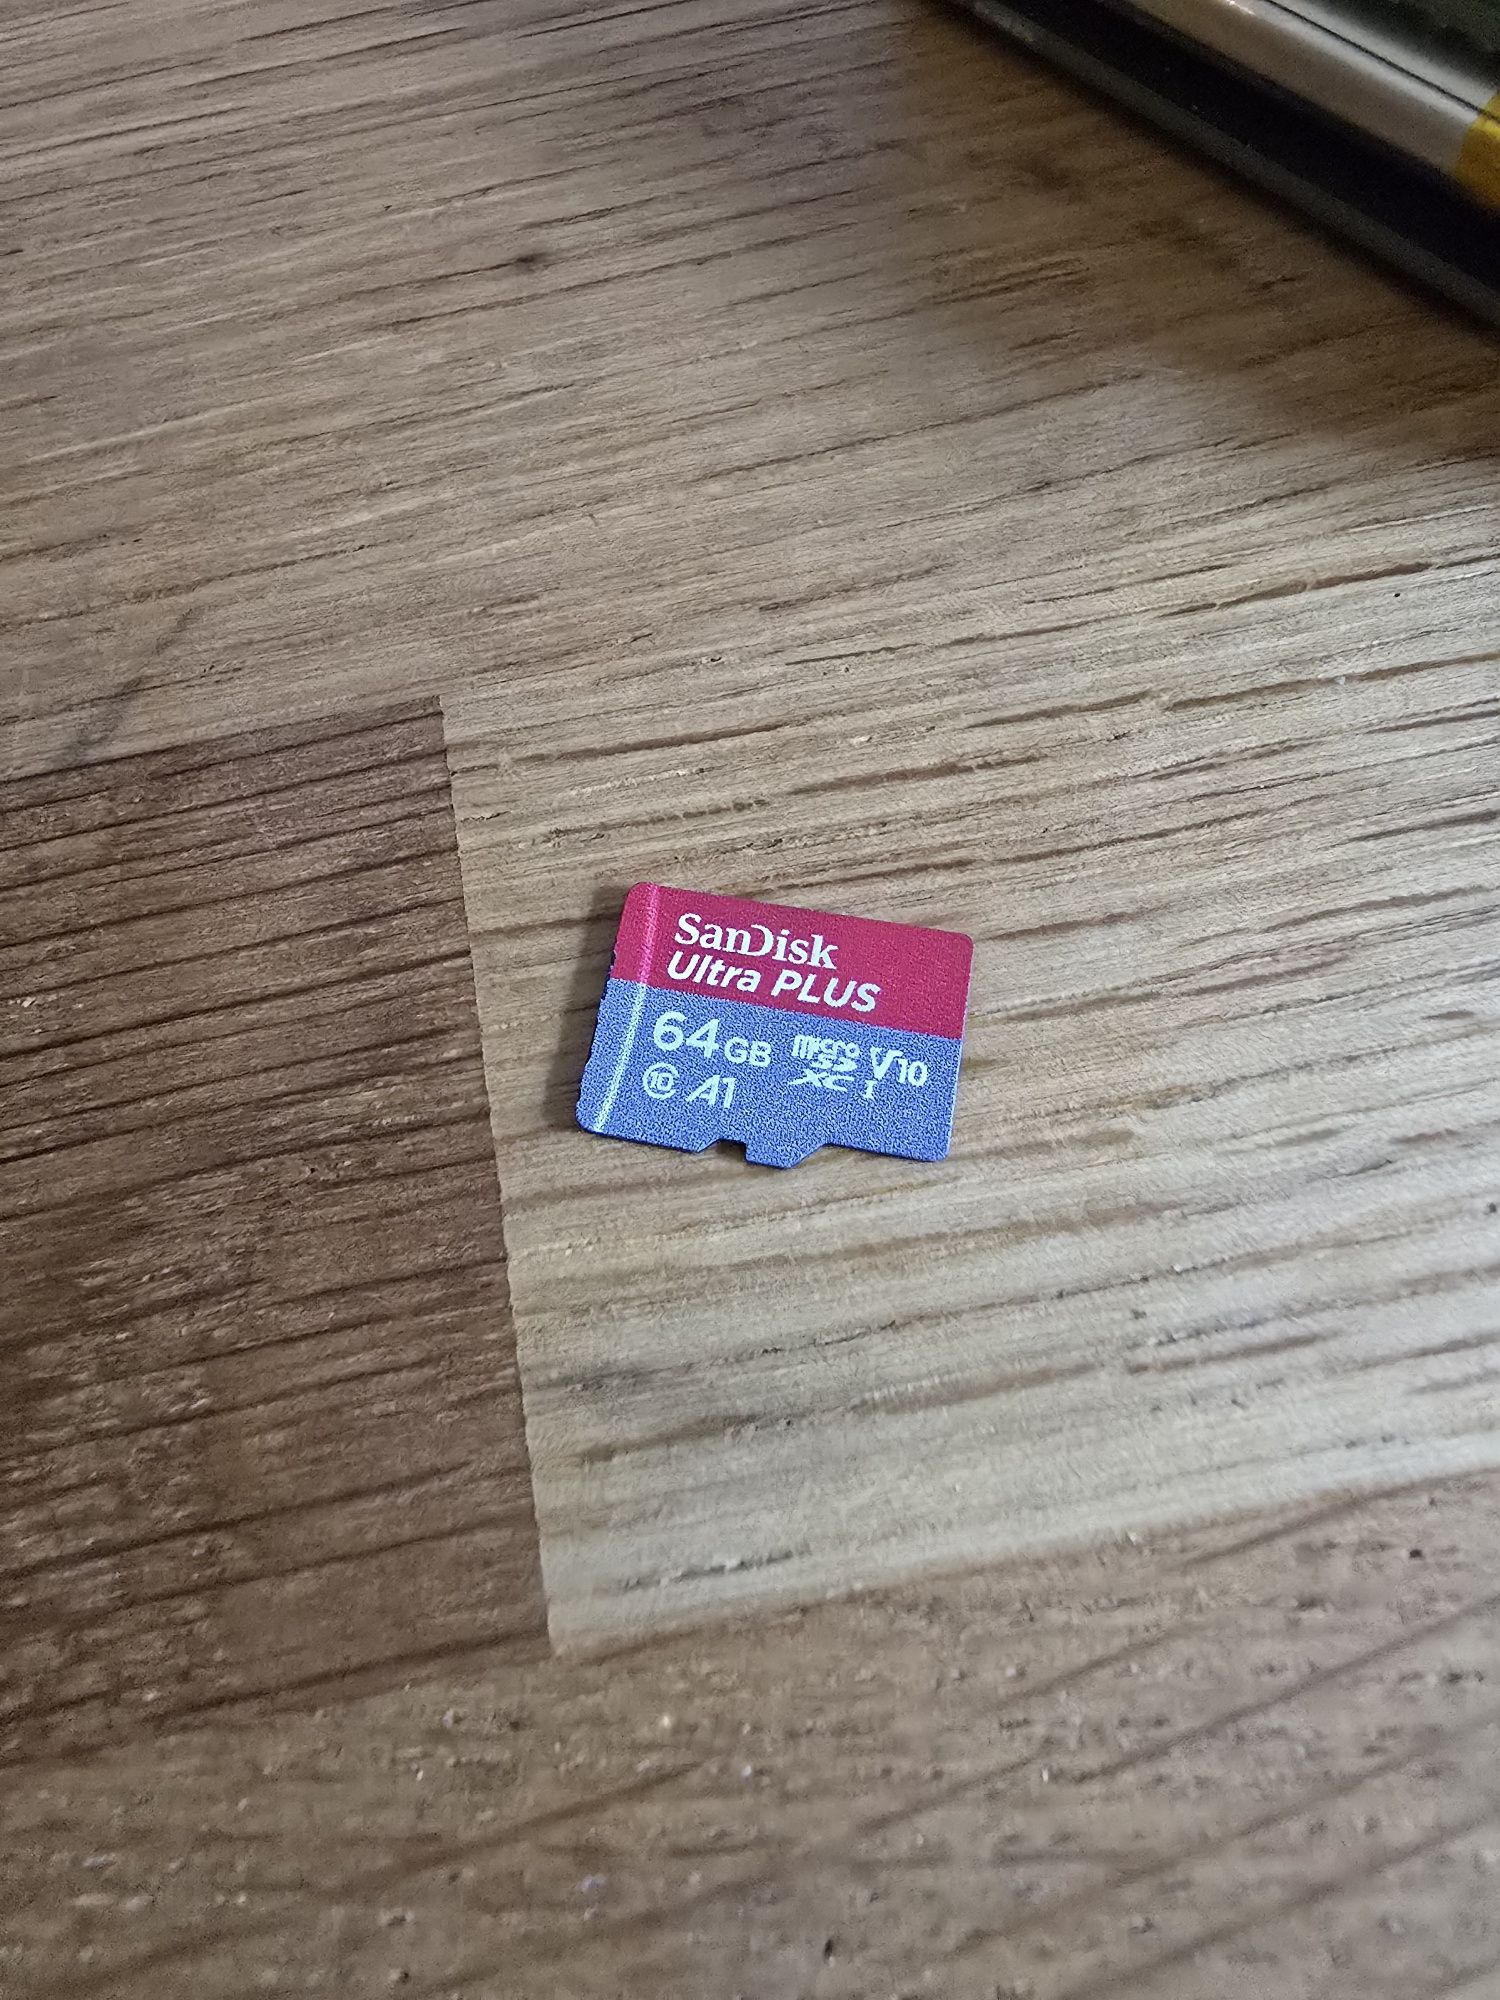 SanDisk
Ultra PLUS
64GB micro SD XC I V10
10 A1